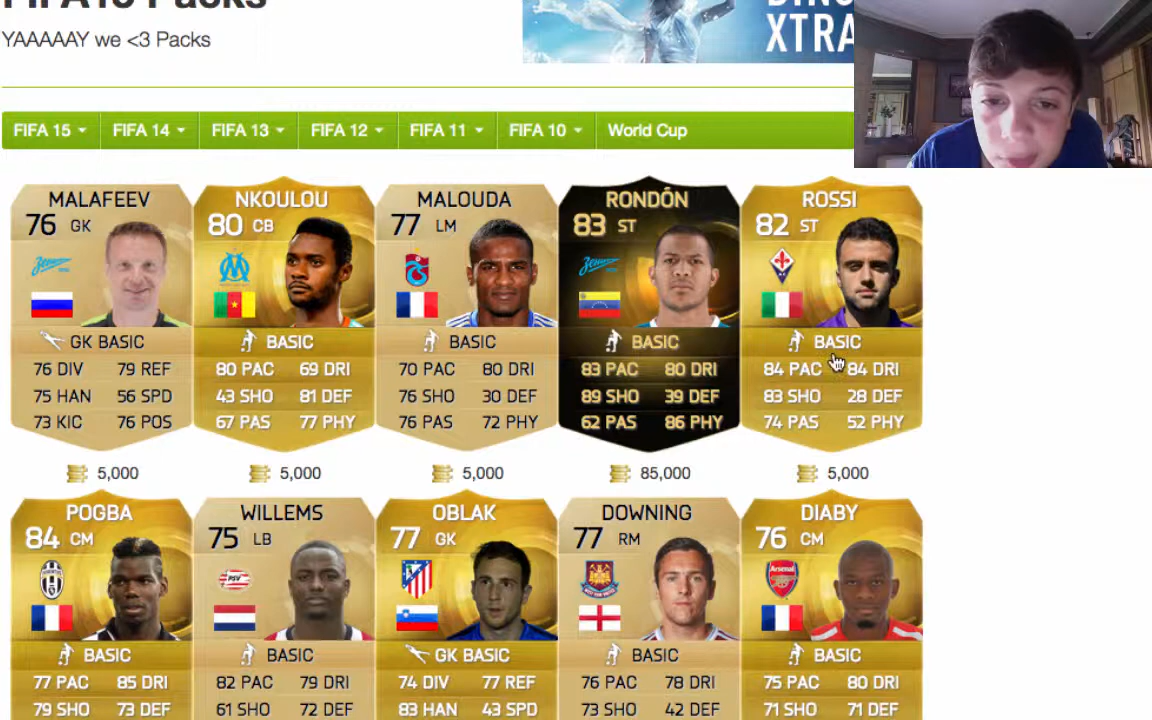 FIFA15 Packs
YAAAAAY we <3 Packs
XTRA
FIFA 15 FIFA 14 FIFA 13 FIFA 12 FIFA 11 FIFA 10 World Cup
MALAFEEV
76 GK
GK BASIC
76 DIV 79 REF
75 HAN 56 SPD
73 KIC 76 POS
5,000
NKOULOU
80 CB
BASIC
80 PAC 69 DRI
43 SHO 81 DEF
67 PAS 77 PHY
5,000
MALOUDA
77 LM
BASIC
70 PAC 80 DRI
76 SHO 30 DEF
76 PAS 72 PHY
5,000
RONDÓN
83 ST
BASIC
83 PAC 80 DRI
89 SHO 39 DEF
62 PAS 86 PHY
85,000
ROSSI
82 ST
BASIC
84 PAC 84 DRI
83 SHO 28 DEF
74 PAS 52 PHY
5,000
POGBA
84 CM
BASIC
77 PAC 85 DRI
79 SHO 73 DEF
WILLEMS
75 LB
PSV
BASIC
82 PAC 79 DRI
61 SHO 72 DEF
OBLAK
77 GK
GK BASIC
74 DIV 77 REF
83 HAN 43 SPD
DOWNING
77 RM
BASIC
76 PAC 78 DRI
73 SHO 42 DEF
DIABY
76 CM
Arsenal
BASIC
75 PAC 80 DRI
71 SHO 71 DEF